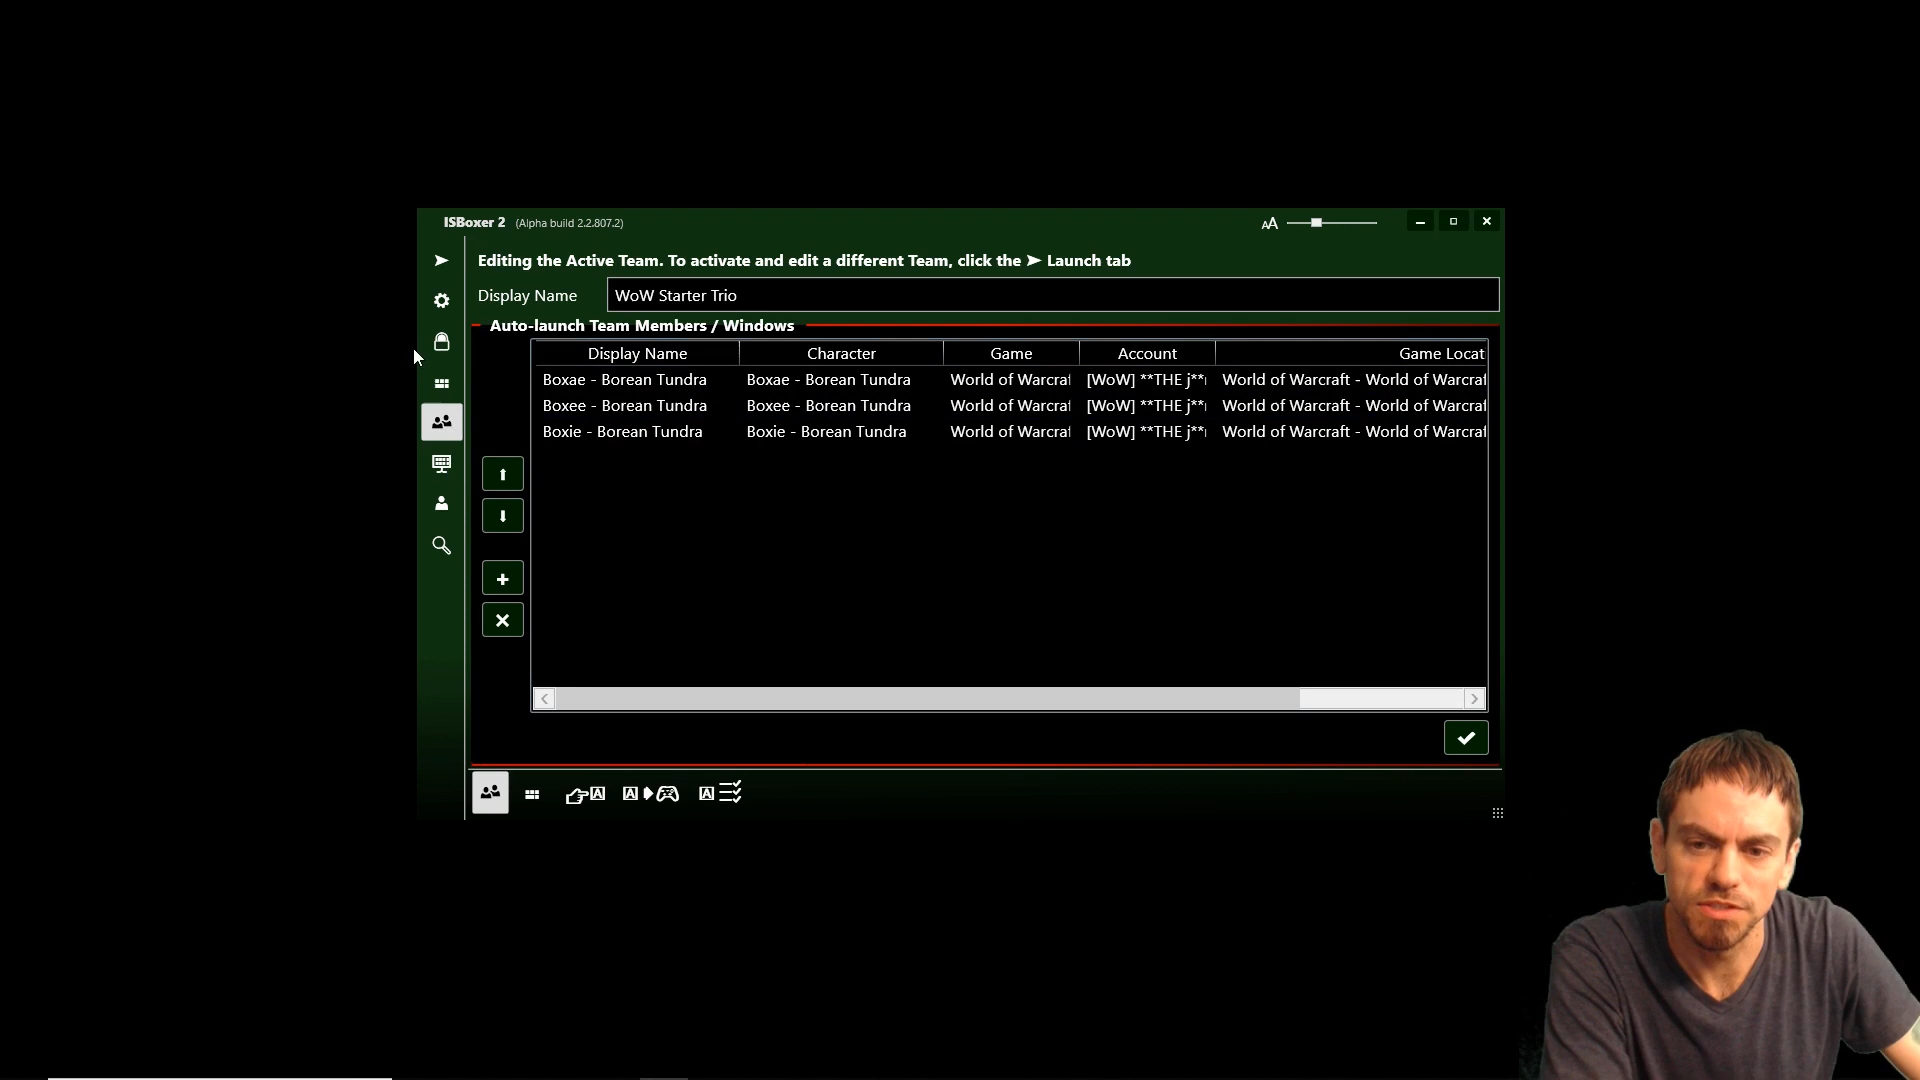 ISBoxer 2 (Alpha build 2.2.807.2) AA
Editing the Active Team. To activate and edit a different Team, click the ➤ Launch tab
Display Name WoW Starter Trio
Auto-launch Team Members / Windows
Display Name Character Game Account Game Locat
Boxae - Borean Tundra Boxae - Borean Tundra World of Warcraf [WoW] **THE j** World of Warcraft - World of Warcraf
Boxee - Borean Tundra Boxee - Borean Tundra World of Warcraf [WoW] **THE j** World of Warcraft - World of Warcraf
Boxie - Borean Tundra Boxie - Borean Tundra World of Warcraf [WoW] **THE j** World of Warcraft - World of Warcraf
A A A